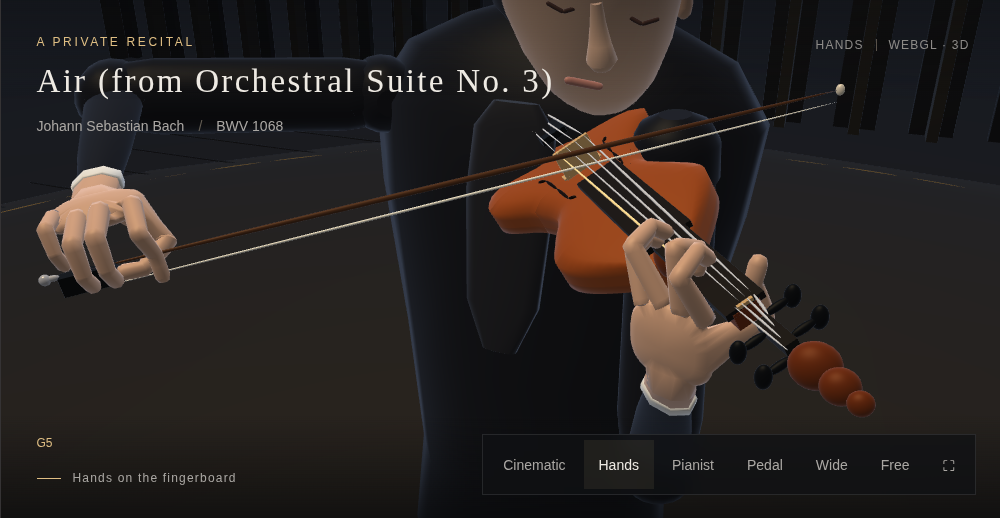 A PRIVATE RECITAL
HANDS | WEBGL · 3D
Air (from Orchestral Suite No. 3)
Johann Sebastian Bach / BWV 1068
G5
Hands on the fingerboard
Cinematic Hands Pianist Pedal Wide Free